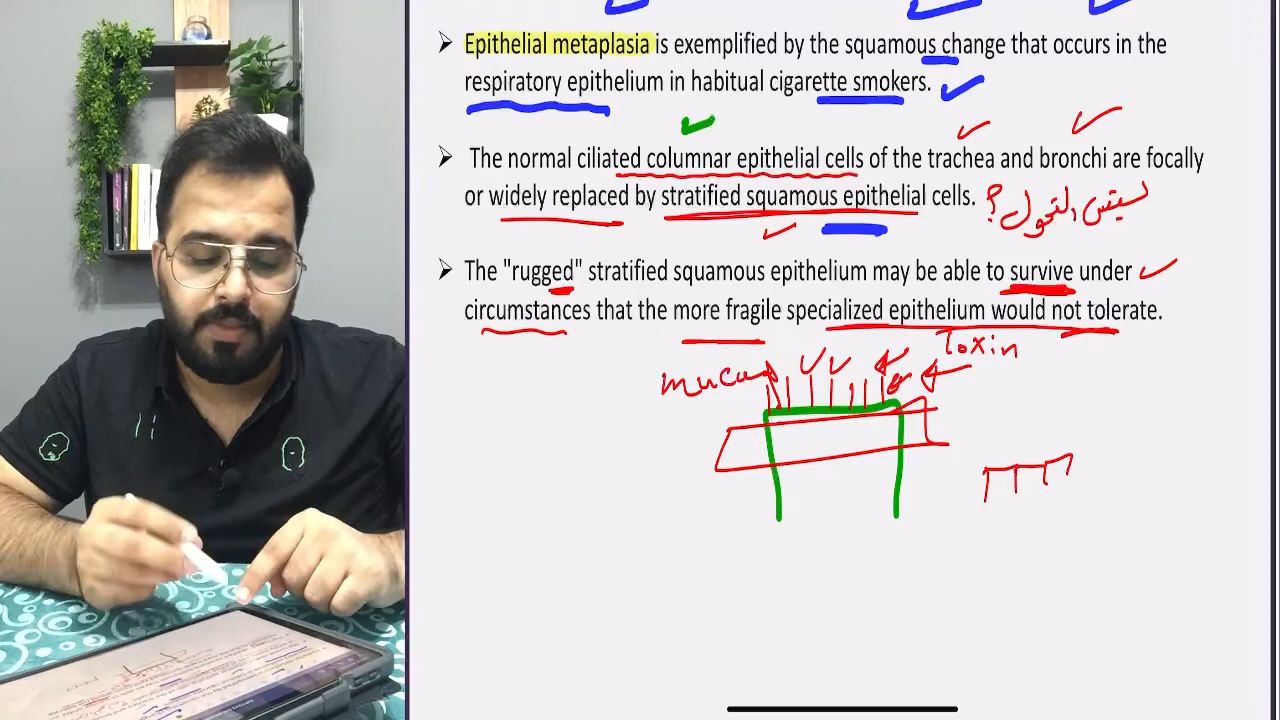 ➢ Epithelial metaplasia is exemplified by the squamous change that occurs in the
respiratory epithelium in habitual cigarette smokers.
➢ The normal ciliated columnar epithelial cells of the trachea and bronchi are focally
or widely replaced by stratified squamous epithelial cells.
التحول ؟
➢ The "rugged" stratified squamous epithelium may be able to survive under
circumstances that the more fragile specialized epithelium would not tolerate.
Toxin